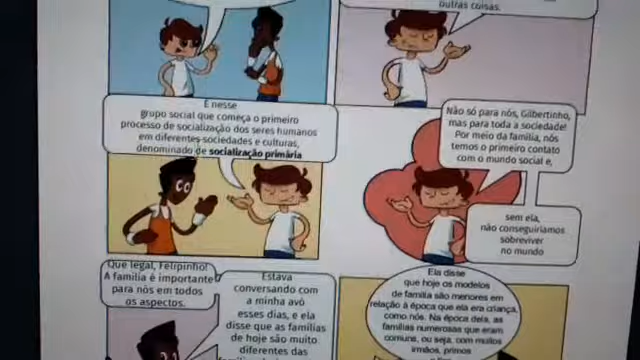 outras coisas.
É nesse
grupo social que começa o primeiro
processo de socialização dos seres humanos
em diferentes sociedades e culturas,
denominado de socialização primária
Não só para nós, Gilbertinho,
mas para toda a sociedade!
Por meio da família, nós
temos o primeiro contato
com o mundo social e,
sem ela,
não conseguiríamos
sobreviver
no mundo
Que legal, Felipinho!
A família é importante
para nós em todos
os aspectos.
Estava
conversando com
a minha avó
esses dias, e ela
disse que as famílias
de hoje são muito
diferentes das
Ela disse
que hoje os modelos
de família são menores em
relação à época que ela era criança,
como nós. Na época dela, as
famílias numerosas que eram
comuns, ou seja, com muitos
irmãos, primos